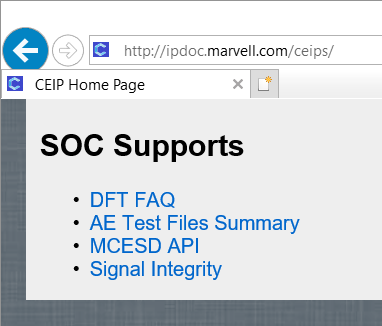 http://ipdoc.marvell.com/ceips/
CEIP Home Page
SOC Supports
DFT FAQ
AE Test Files Summary
MCESD API
Signal Integrity